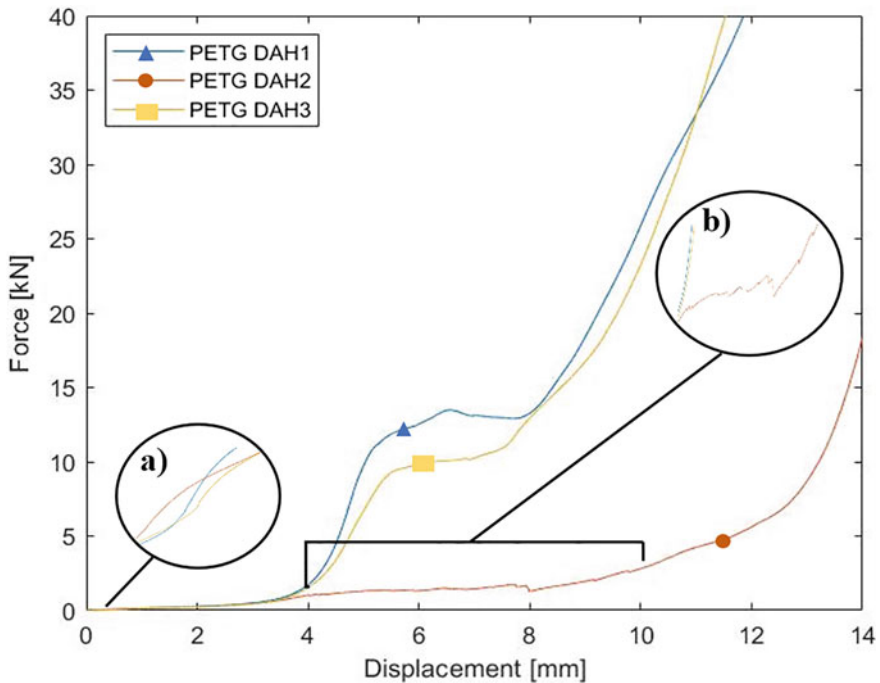 40
35
30
25
20
15
10
5
0
Force [kN]
PETG DAH1
PETG DAH2
PETG DAH3
a)
b)
0 2 4 6 8 10 12 14
Displacement [mm]